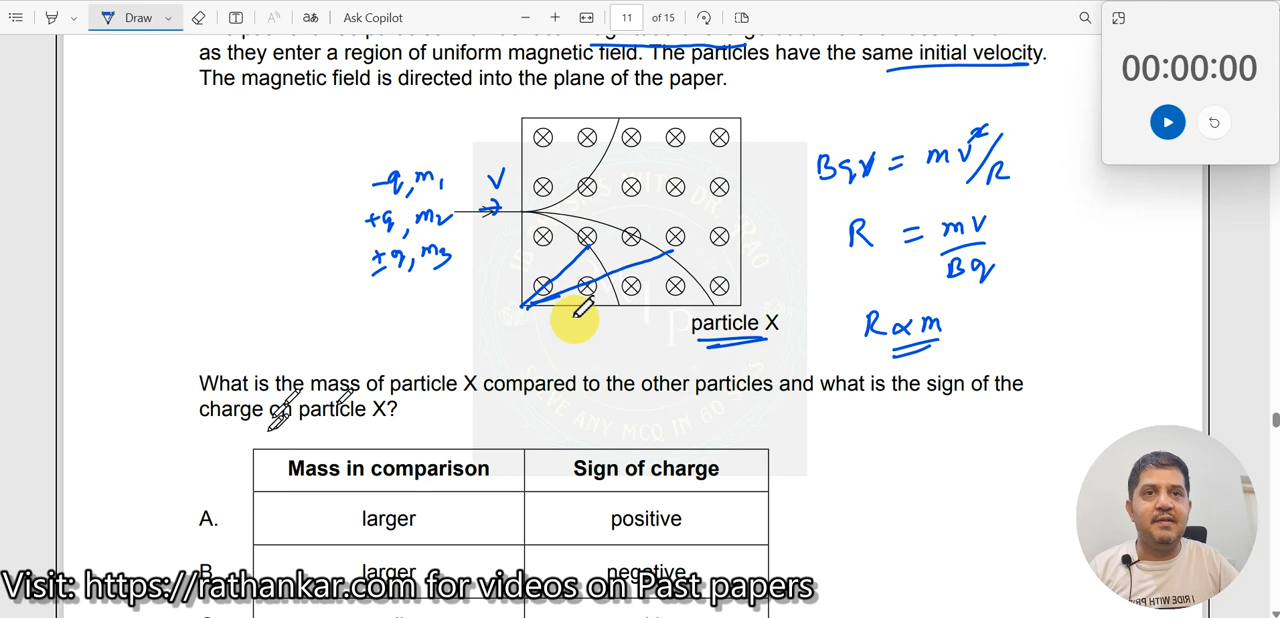 Draw
aあ
Ask Copilot
11 of 15
00:00:00
as they enter a region of uniform magnetic field. The particles have the same initial velocity.
The magnetic field is directed into the plane of the paper.
-q, m1
+q, m2
+q, m3
V
Bqv = mv²/R
R = mv/Bq
R ∝ m
particle X
What is the mass of particle X compared to the other particles and what is the sign of the
charge on particle X?
Mass in comparison Sign of charge
A. larger positive
B. larger negative
Visit: https://rathankar.com for videos on Past papers